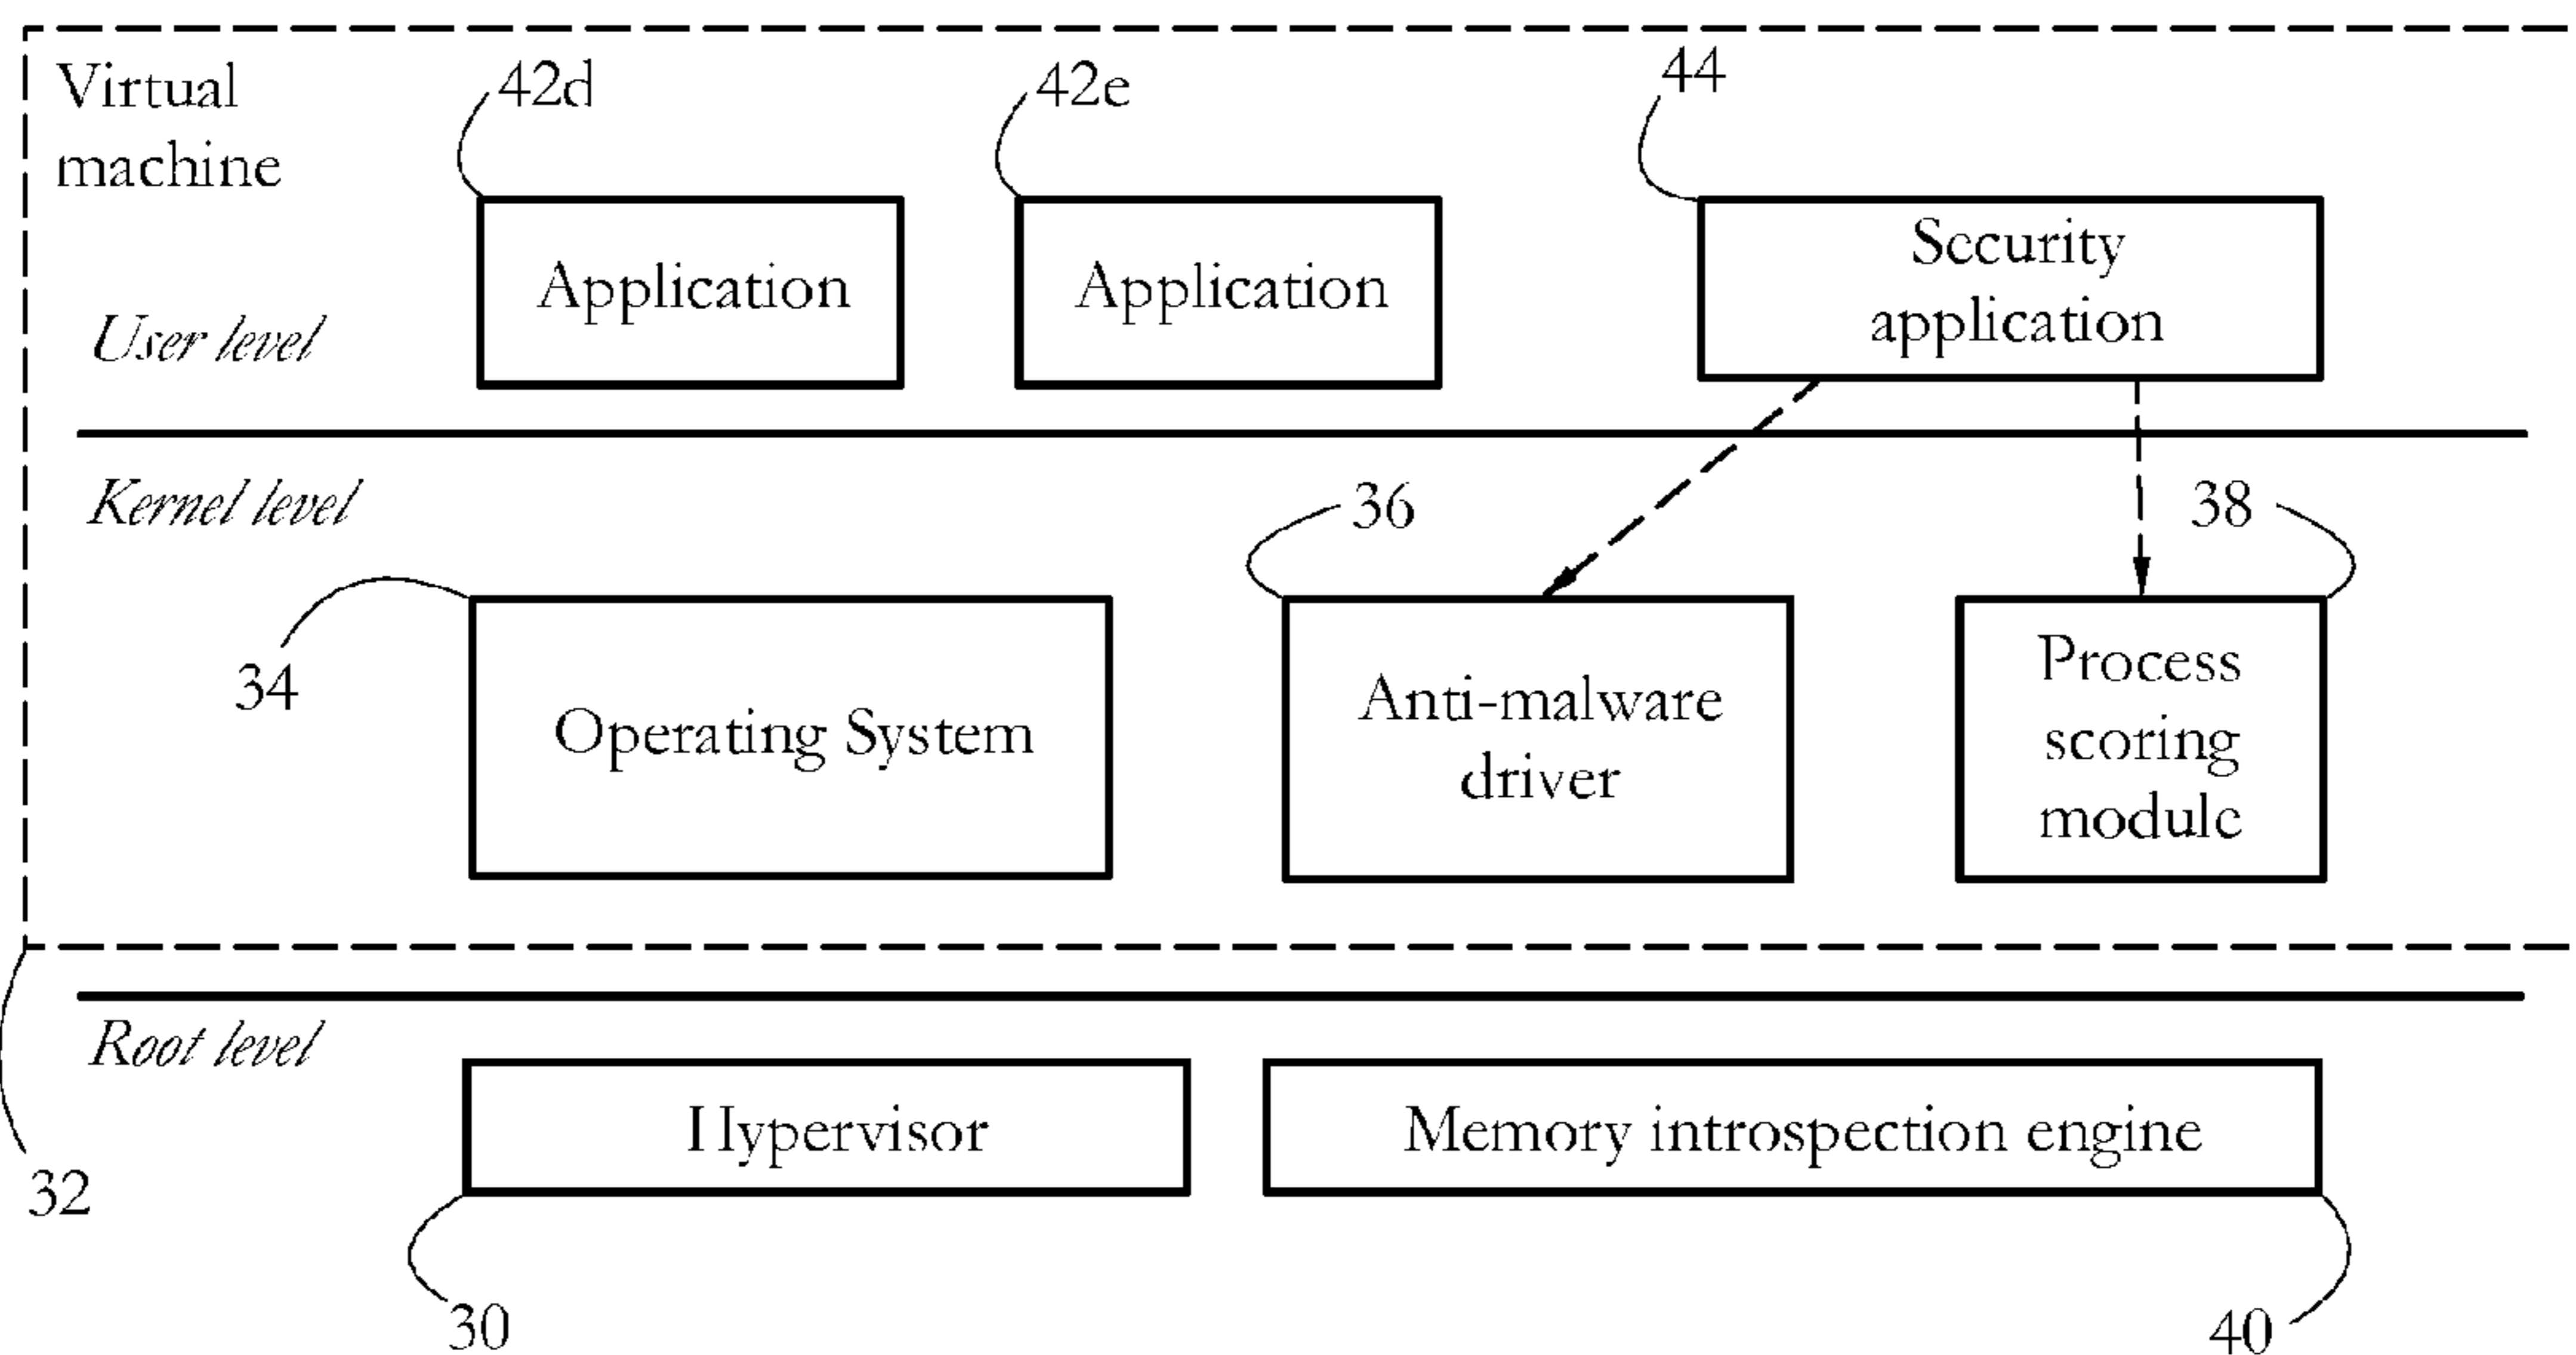 Virtual
machine
42d
42e
44
Application
Application
Security
application
User level
Kernel level
36
38
34
Operating System
Anti-malware
driver
Process
scoring
module
Root level
Hypervisor
Memory introspection engine
32
30
40